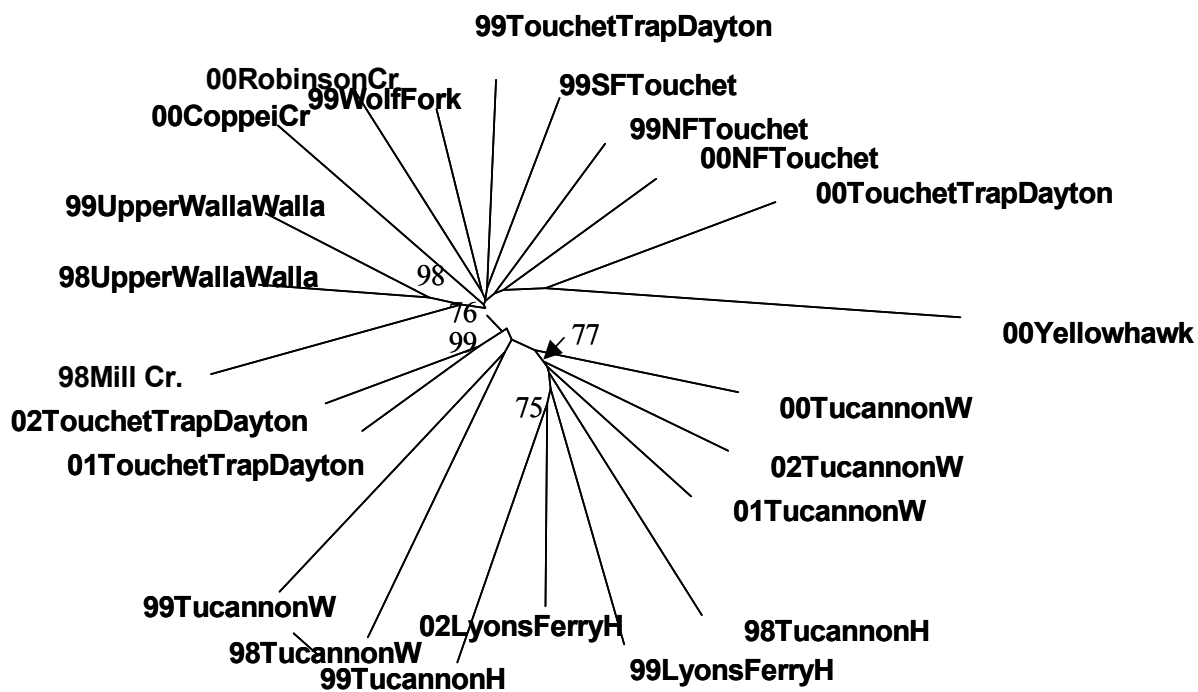 99TouchetTrapDayton
00RobinsonCr
99WolfFork
99SFTouchet
00CoppeiCr
99NFTouchet
00NFTouchet
00TouchetTrapDayton
99UpperWallaWalla
98UpperWallaWalla
98
76
99
77
00Yellowhawk
98Mill Cr.
02TouchetTrapDayton
01TouchetTrapDayton
75
00TucannonW
02TucannonW
01TucannonW
99TucannonW
98TucannonW
99TucannonH
02LyonsFerryH
98TucannonH
99LyonsFerryH